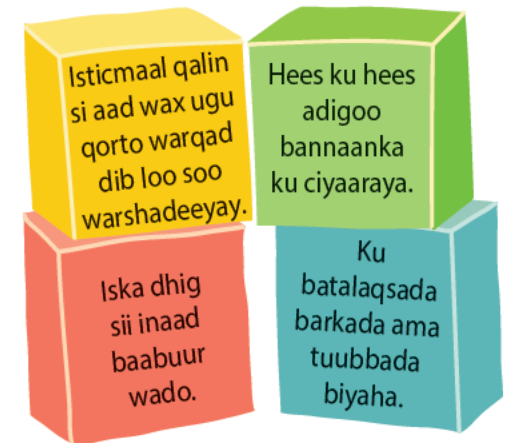 Isticmaal qalin
si aad wax ugu
qorto warqad
dib loo soo
warshadeeyay.
Hees ku hees
adigoo
bannaanka
ku ciyaaraya.
Iska dhig
sii inaad
baabuur
wado.
Ku
batalaqsada
barkada ama
tuubbada
biyaha.